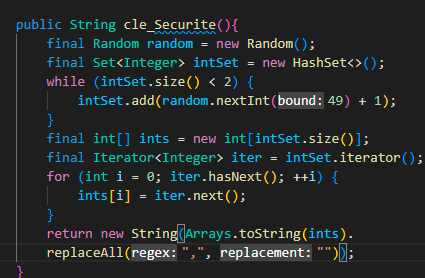 public String cle_Securite(){
final Random random = new Random();
final Set<Integer> intSet = new HashSet<>();
while (intSet.size() < 2) {
intSet.add(random.nextInt(bound:49) + 1);
}
final int[] ints = new int[intSet.size()];
final Iterator<Integer> iter = intSet.iterator();
for (int i = 0; iter.hasNext(); ++i) {
ints[i] = iter.next();
}
return new String(Arrays.toString(ints).
replaceAll(regex:",", replacement:""));
}